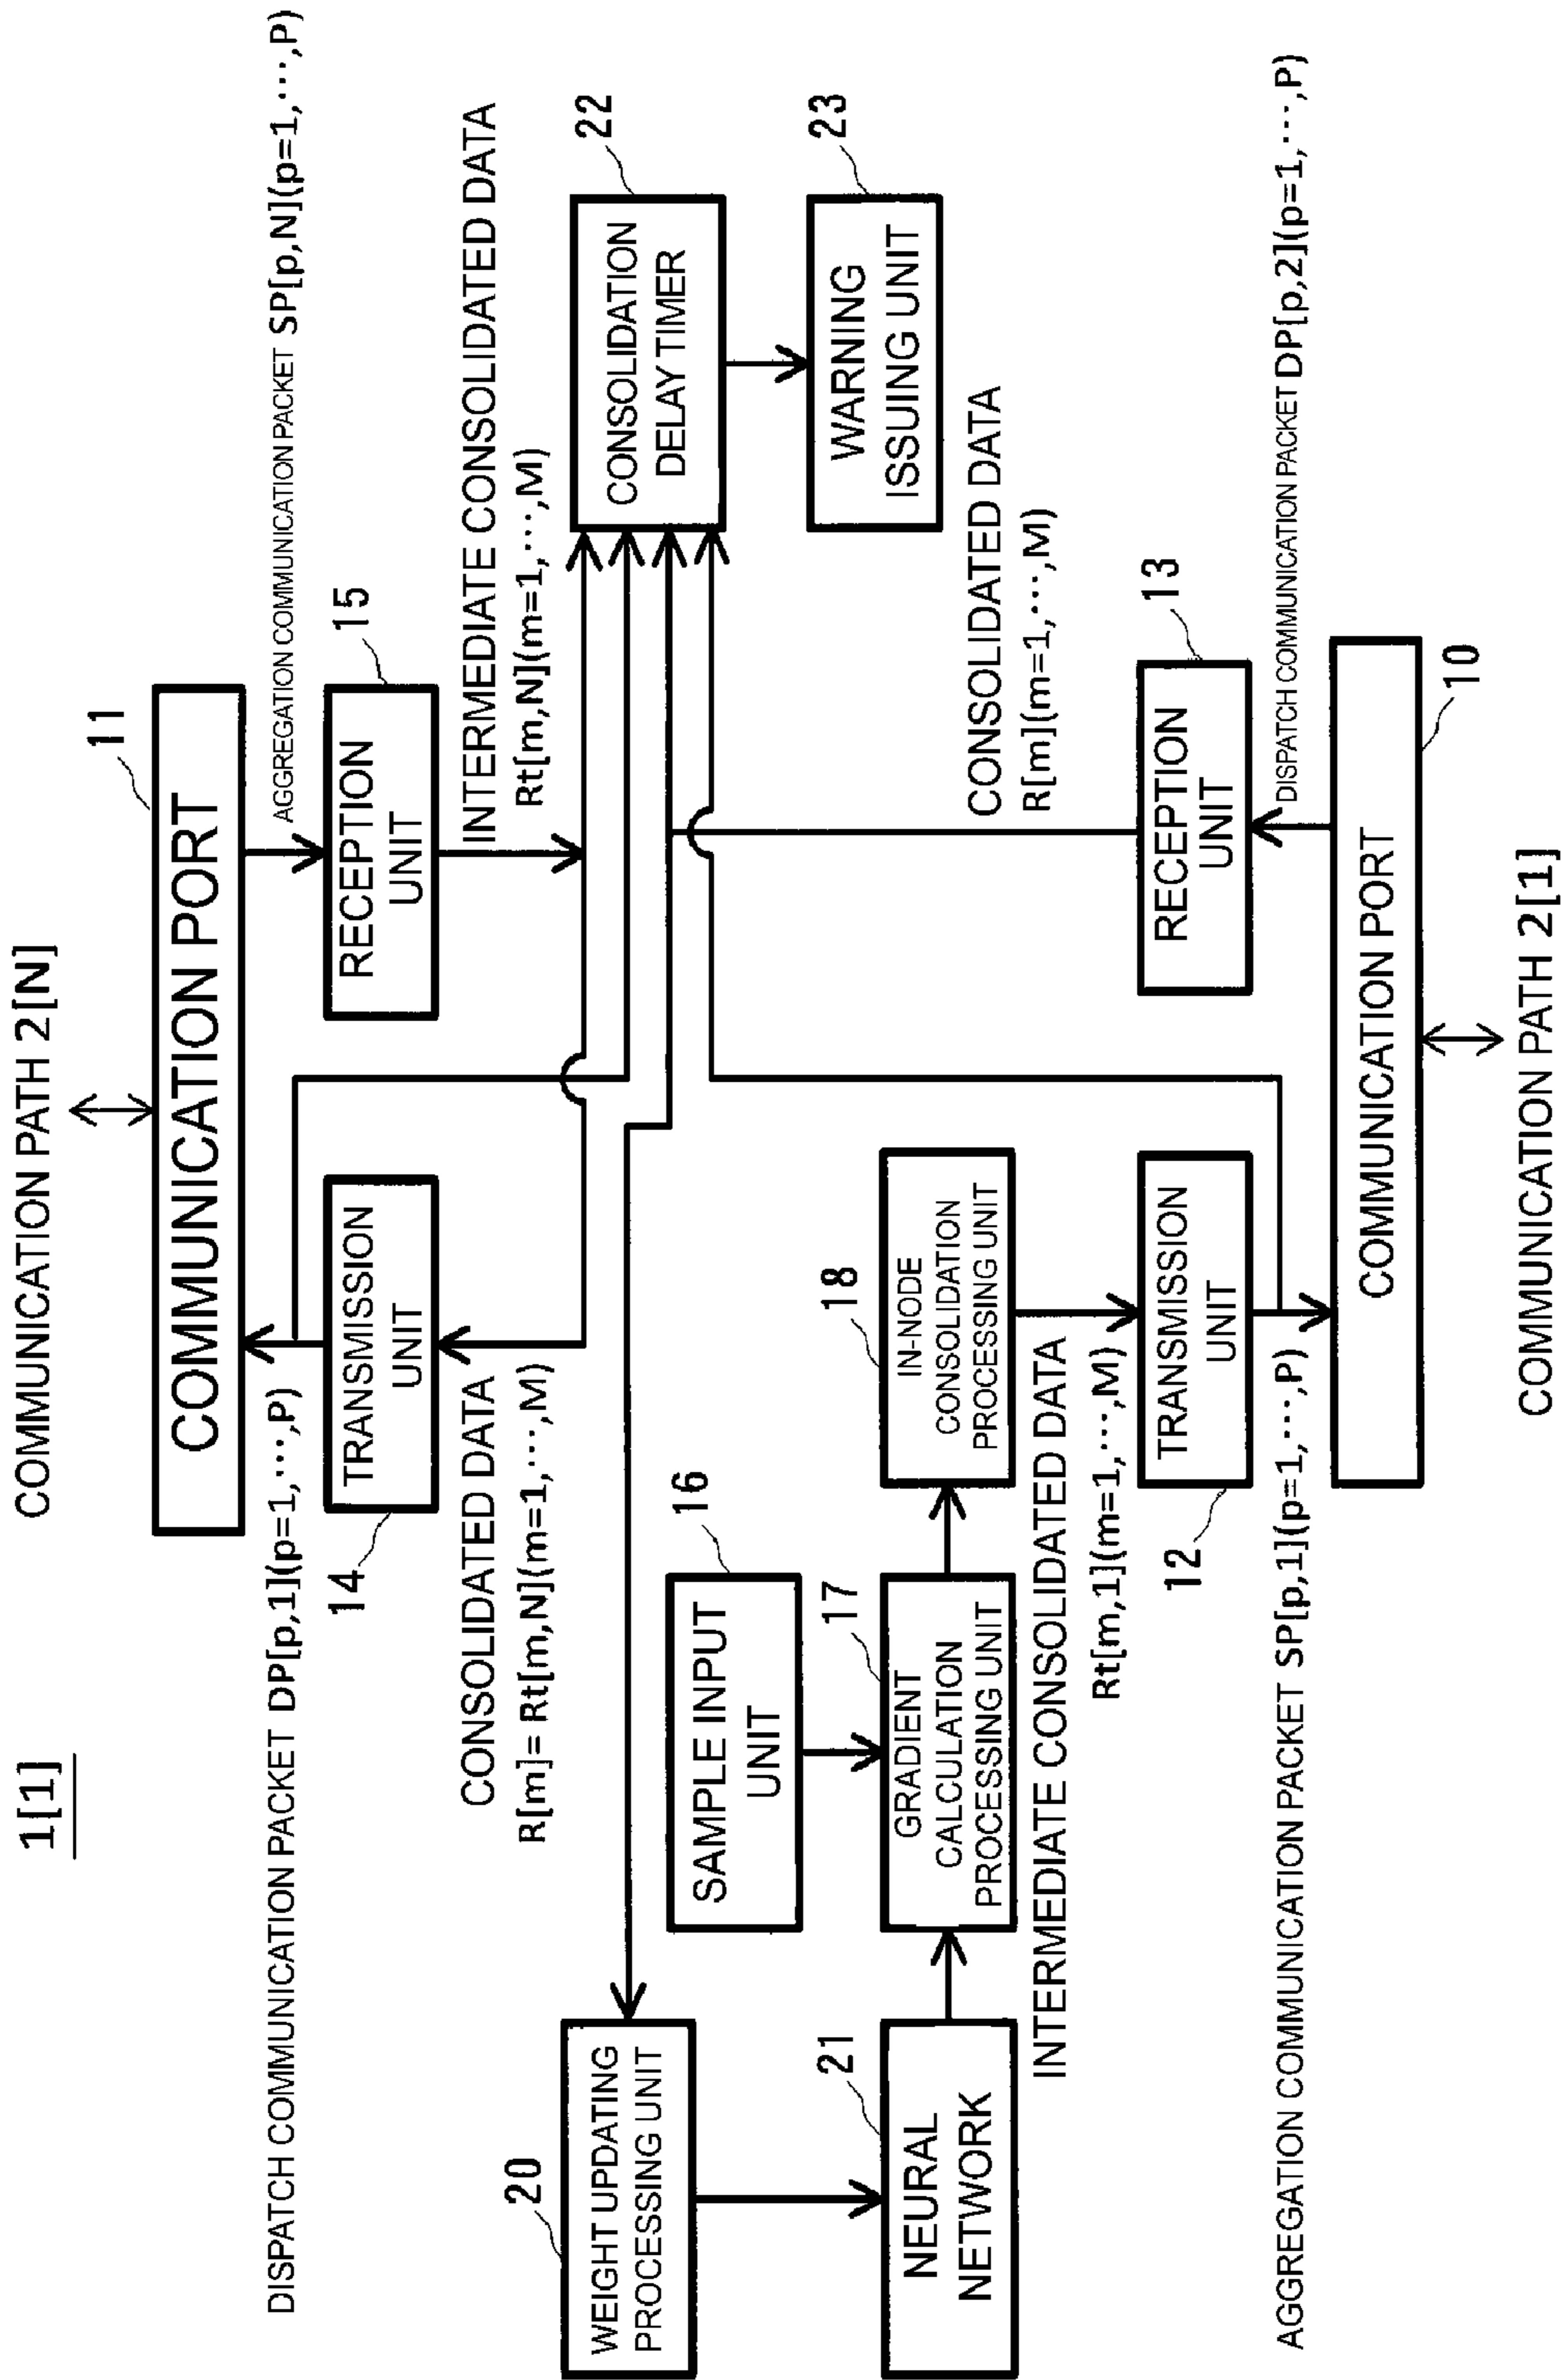 1[1]
COMMUNICATION PATH 2[N]
11
COMMUNICATION PORT
DISPATCH COMMUNICATION PACKET DP[p,1](p=1,···,P)
AGGREGATION COMMUNICATION PACKET SP[p,N](p=1,···,P)
14
TRANSMISSION
UNIT
15
RECEPTION
UNIT
CONSOLIDATED DATA
R[m]= Rt[m,N](m=1,···,M)
INTERMEDIATE CONSOLIDATED DATA
Rt[m,N](m=1,···,M)
20
WEIGHT UPDATING
PROCESSING UNIT
22
CONSOLIDATION
DELAY TIMER
16
SAMPLE INPUT
UNIT
23
WARNING
ISSUING UNIT
21
NEURAL
NETWORK
17
GRADIENT
CALCULATION
PROCESSING UNIT
18
IN-NODE
CONSOLIDATION
PROCESSING UNIT
CONSOLIDATED DATA
R[m](m=1,···,M)
INTERMEDIATE CONSOLIDATED DATA
Rt[m,1](m=1,···,M)
12
TRANSMISSION
UNIT
13
RECEPTION
UNIT
AGGREGATION COMMUNICATION PACKET SP[p,1](p=1,···,P)
DISPATCH COMMUNICATION PACKET DP[p,2](p=1,···,P)
10
COMMUNICATION PORT
COMMUNICATION PATH 2[1]